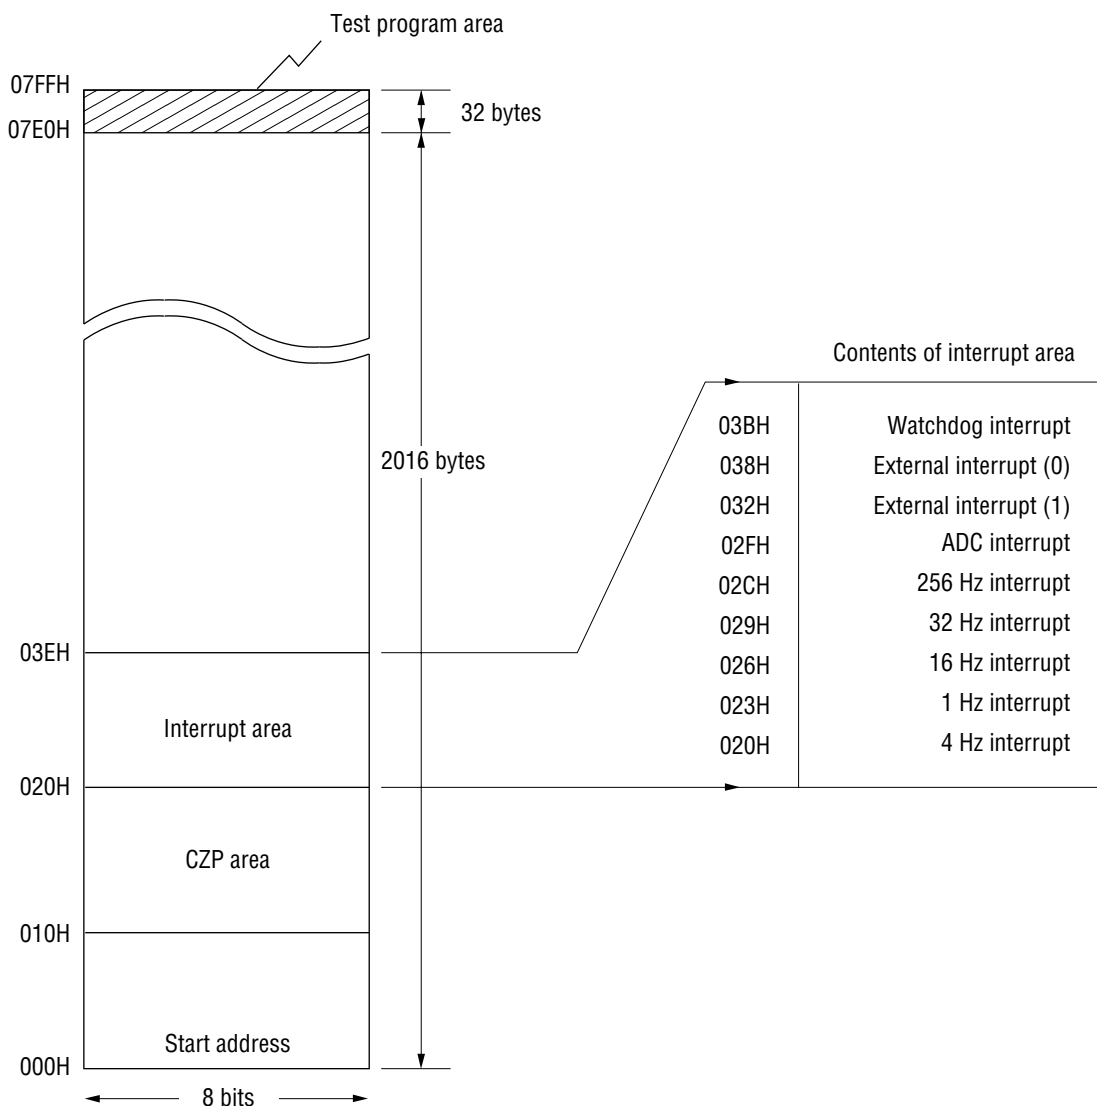 Test program area
07FFH
07E0H
32 bytes
2016 bytes
Contents of interrupt area
03BH Watchdog interrupt
038H External interrupt (0)
032H External interrupt (1)
02FH ADC interrupt
02CH 256 Hz interrupt
029H 32 Hz interrupt
026H 16 Hz interrupt
023H 1 Hz interrupt
020H 4 Hz interrupt
03EH
Interrupt area
020H
CZP area
010H
Start address
000H
8 bits